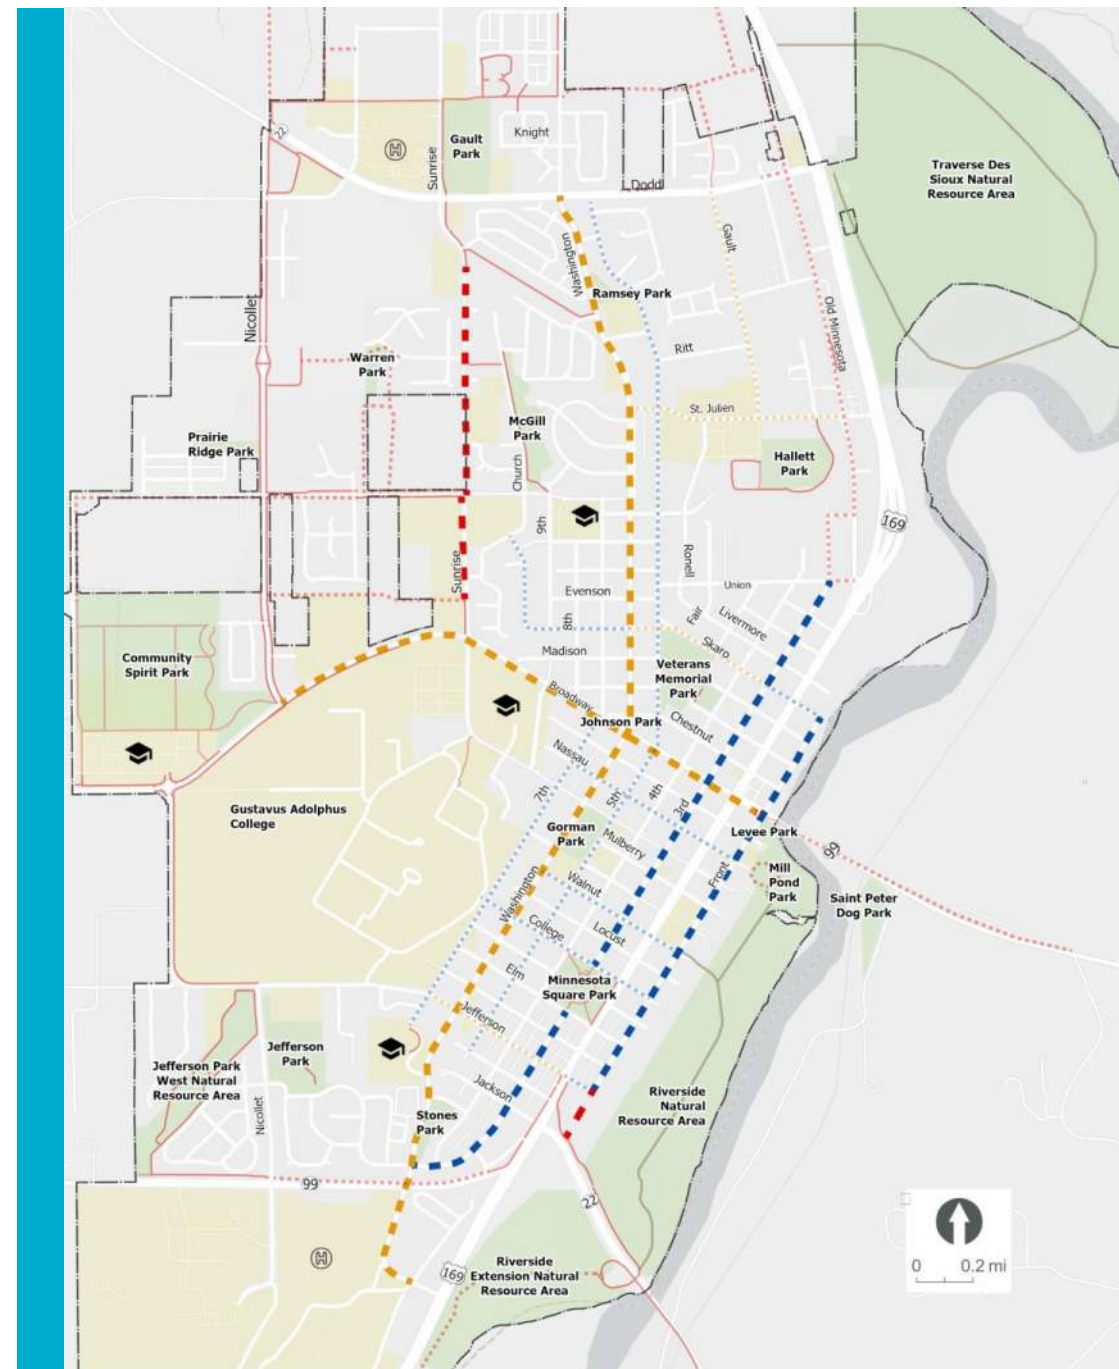 22
Knight
Gault
Park
Sunrise
H
Dodd
Traverse Des
Sioux Natural
Resource Area
Gault
Washington
Ramsey Park
Nicollet
Old Minnesota
Ritt
Warren
Park
St. Julien
McGill
Park
Prairie
Ridge Park
Hallett
Park
Church
9th
169
Sunrise
Ronell
Union
Evenson
Fair
Livermore
8th
Skaro
Madison
Community
Spirit Park
Veterans
Memorial
Park
Broadway
Johnson Park
Chestnut
Nassau
7th
5th
4th
3rd
Gustavus Adolphus
College
Gorman
Park
Mulberry
Levee Park
99
Front
Mill
Pond
Park
Walnut
Saint Peter
Dog Park
Washington
College
Locust
Elm
Minnesota
Square Park
Jefferson
Jefferson
Park
Jefferson Park
West Natural
Resource Area
Jackson
Riverside
Natural
Resource Area
Nicollet
Stones
Park
99
22
H
169
Riverside
Extension Natural
Resource Area
0 0.2 mi